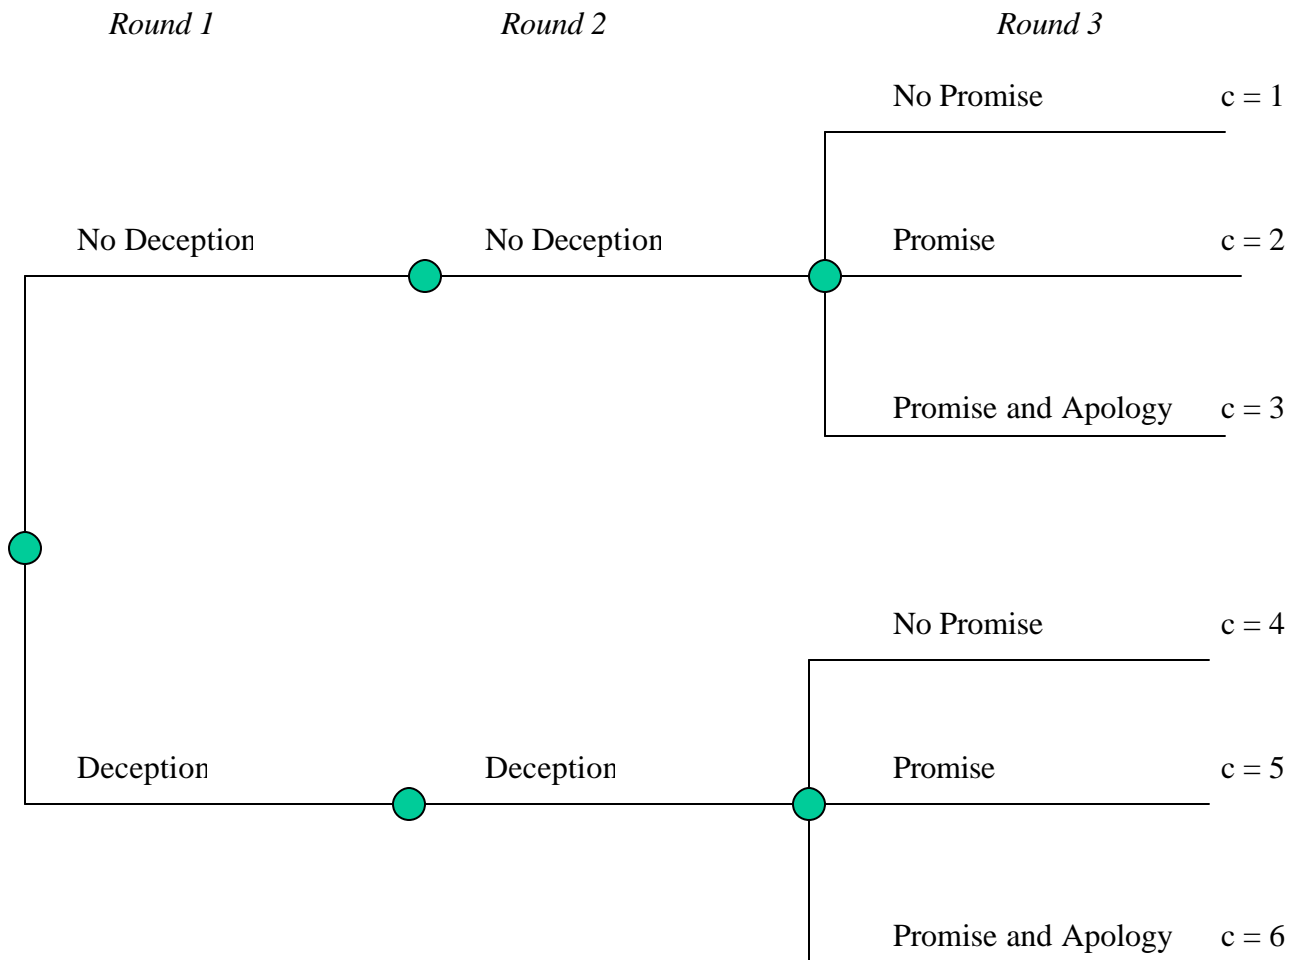 Round 1 Round 2 Round 3
No Promise c = 1
No Deception No Deception Promise c = 2
Promise and Apology c = 3
No Promise c = 4
Deception Deception Promise c = 5
Promise and Apology c = 6